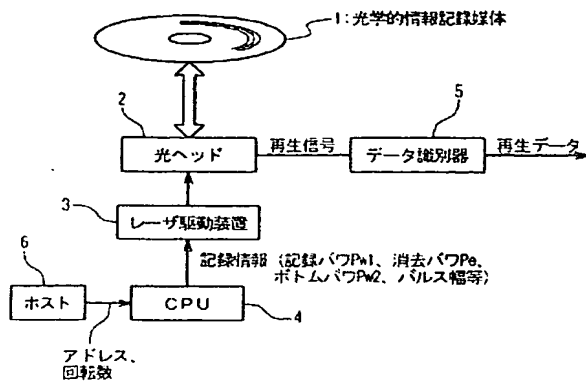 1：光学的情報記録媒体
2
光ヘッド
再生信号
5
データ識別器
再生データ
3
レーザ駆動装置
記録情報（記録パワPw1、消去パワPe、
ボトムパワPw2、パルス幅等）
6
ホスト
CPU
4
アドレス、
回転数